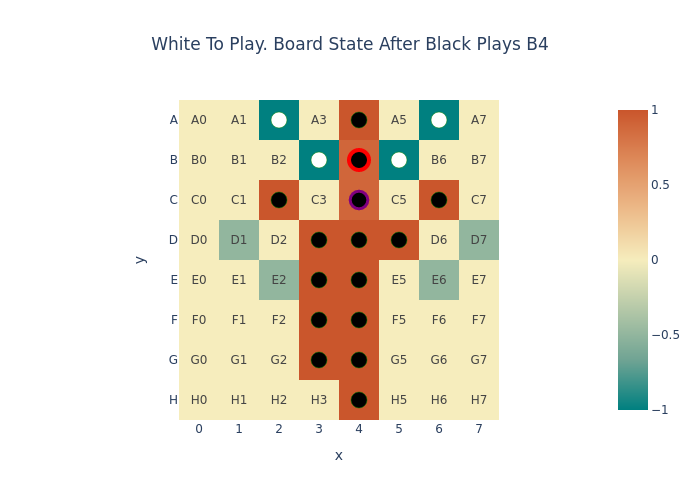 White To Play. Board State After Black Plays B4
A A0 A1 A3 A5 A7
B B0 B1 B2 B6 B7
C C0 C1 C3 C5 C7
D D0 D1 D2 D6 D7
E E0 E1 E2 E5 E6 E7
F F0 F1 F2 F5 F6 F7
G G0 G1 G2 G5 G6 G7
H H0 H1 H2 H3 H5 H6 H7
0 1 2 3 4 5 6 7
x
y
1
0.5
0
−0.5
−1